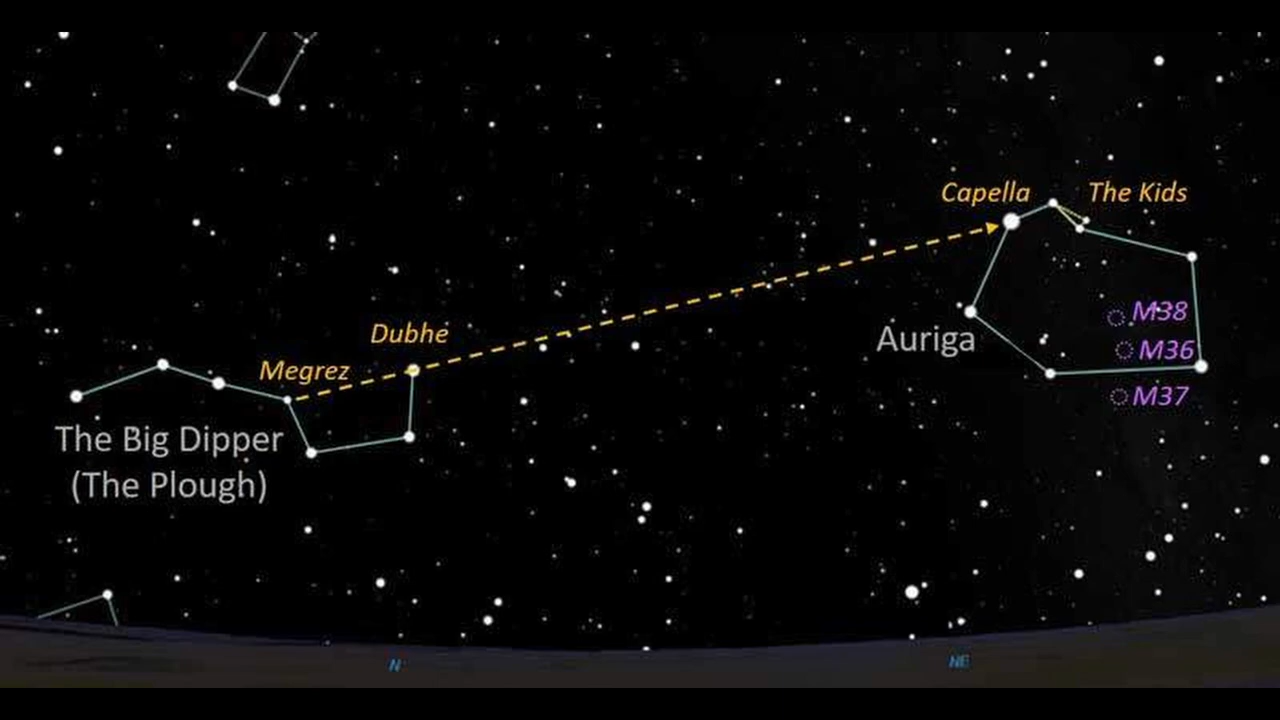 Capella
The Kids
M38
Dubhe
Auriga
M36
Megrez
M37
The Big Dipper
(The Plough)
N
NE